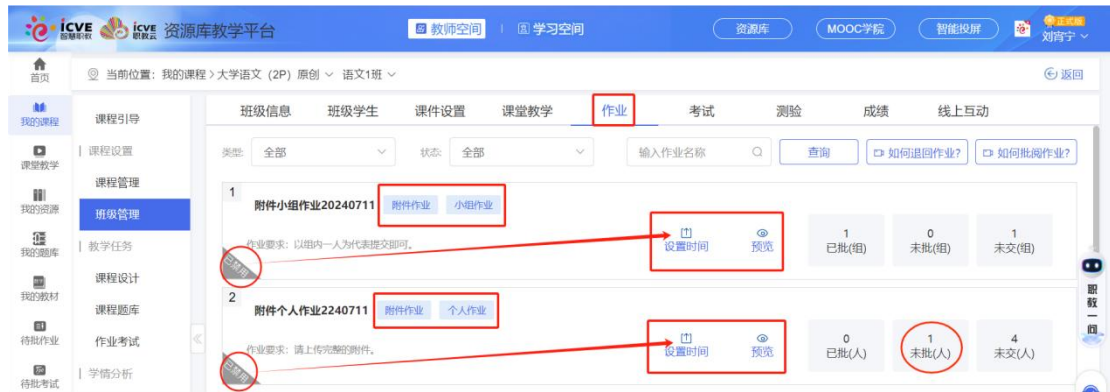 icve 智慧职教 icve 职教云 资源库教学平台 教师空间 学习空间 资源库 MOOC学院 智能投屏 正式版 刘宵宁
首页 当前位置：我的课程 > 大学语文（2P）原创 语文1班 返回
我的课程 课程引导 班级信息 班级学生 课件设置 课堂教学 作业 考试 测验 成绩 线上互动
课堂教学 课程设置 类型: 全部 状态: 全部 输入作业名称 查询 如何退回作业? 如何批阅作业?
我的资源 课程管理
班级管理 1 附件小组作业20240711 附件作业 小组作业
我的题库 教学任务 作业要求：以组内一人为代表提交即可。 设置时间 预览 1 已批(组) 0 未批(组) 1 未交(组)
已禁用
我的教材 课程设计
待批作业 课程题库 2 附件个人作业2240711 附件作业 个人作业
作业考试 作业要求：请上传完整的附件。 设置时间 预览 0 已批(人) 1 未批(人) 4 未交(人)
已禁用
待批考试 学情分析
职教一问